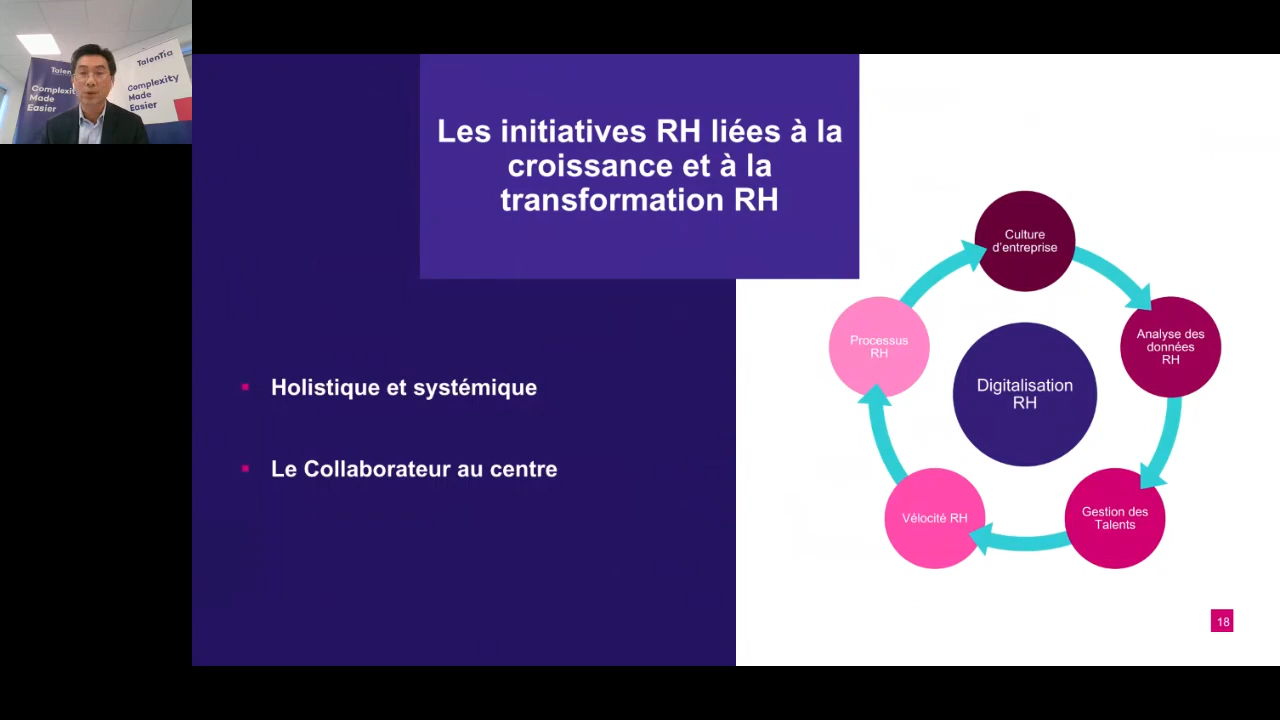 Talentia
Complexity
Made
Easier
Talentia
Complexity
Made
Easier
Les initiatives RH liées à la
croissance et à la
transformation RH
▪ Holistique et systémique
▪ Le Collaborateur au centre
Culture
d'entreprise
Analyse des
données
RH
Gestion des
Talents
Vélocité RH
Processus
RH
Digitalisation
RH
18